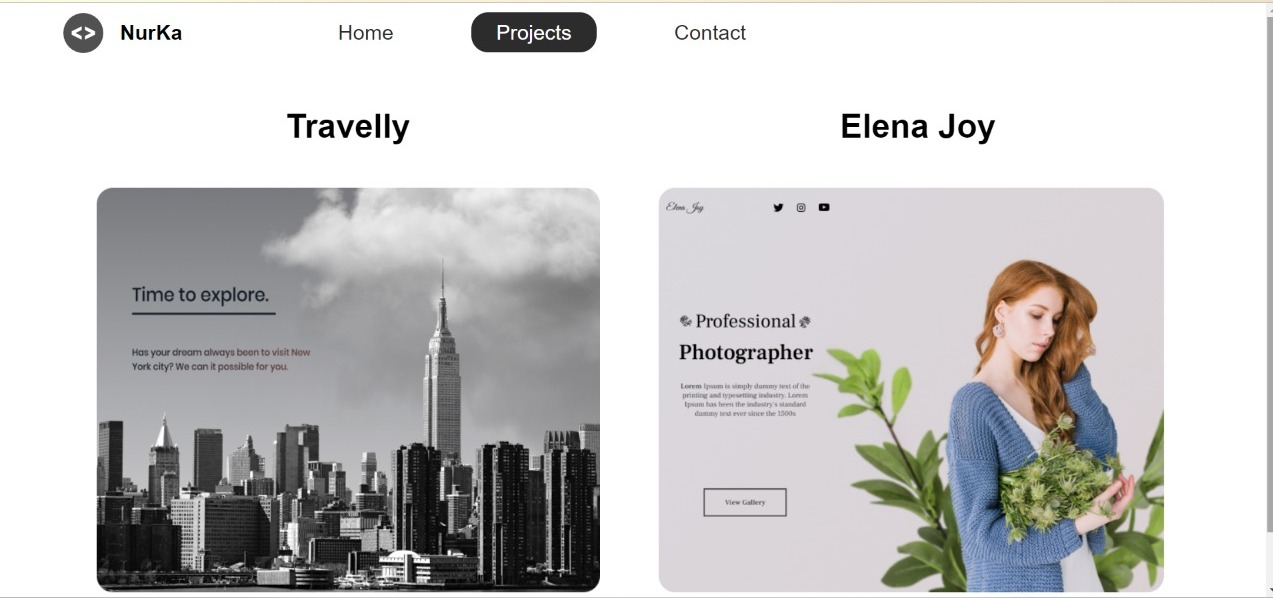 <> NurKa Home Projects Contact
Travelly
Elena Joy
Time to explore.
Has your dream always been to visit New
York city? We can it possible for you.
Elena Joy
Professional
Photographer
Lorem Ipsum is simply dummy text of the
printing and typesetting industry. Lorem
Ipsum has been the industry's standard
dummy text ever since the 1500s
View Gallery